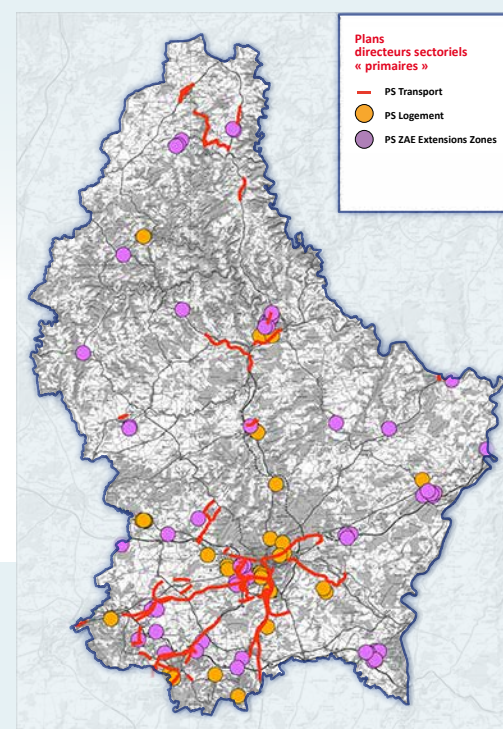 Plans
directeurs sectoriels
« primaires »
PS Transport
PS Logement
PS ZAE Extensions Zones